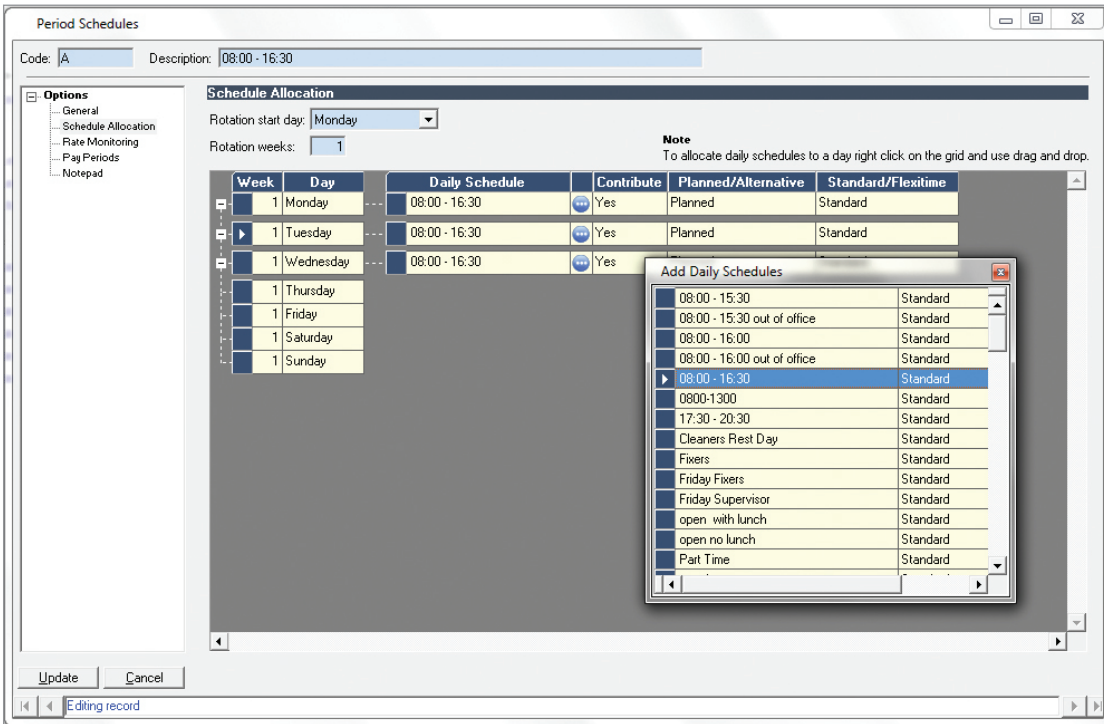 Period Schedules
Code: A Description: 08:00 - 16:30
Options
General
Schedule Allocation
Rate Monitoring
Pay Periods
Notepad
Schedule Allocation
Rotation start day: Monday
Rotation weeks: 1
Note
To allocate daily schedules to a day right click on the grid and use drag and drop.
Week Day Daily Schedule Contribute Planned/Alternative Standard/Flexitime
1 Monday 08:00 - 16:30 Yes Planned Standard
1 Tuesday 08:00 - 16:30 Yes Planned Standard
1 Wednesday 08:00 - 16:30 Yes
1 Thursday
1 Friday
1 Saturday
1 Sunday
Add Daily Schedules
08:00 - 15:30 Standard
08:00 - 15:30 out of office Standard
08:00 - 16:00 Standard
08:00 - 16:00 out of office Standard
08:00 - 16:30 Standard
0800-1300 Standard
17:30 - 20:30 Standard
Cleaners Rest Day Standard
Fixers Standard
Friday Fixers Standard
Friday Supervisor Standard
open with lunch Standard
open no lunch Standard
Part Time Standard
Update Cancel
Editing record